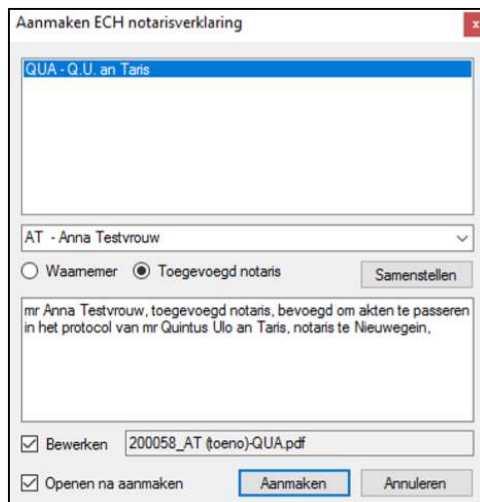 Aanmaken ECH notarisverklaring
x
QUA - Q.U. an Taris
AT - Anna Testvrouw
Waarnemer Toegevoegd notaris Samenstellen
mr Anna Testvrouw, toegevoegd notaris, bevoegd om akten te passeren
in het protocol van mr Quintus Ulo an Taris, notaris te Nieuwegein,
Bewerken 200058_AT (toeno)-QUA.pdf
Openen na aanmaken Aanmaken Annuleren